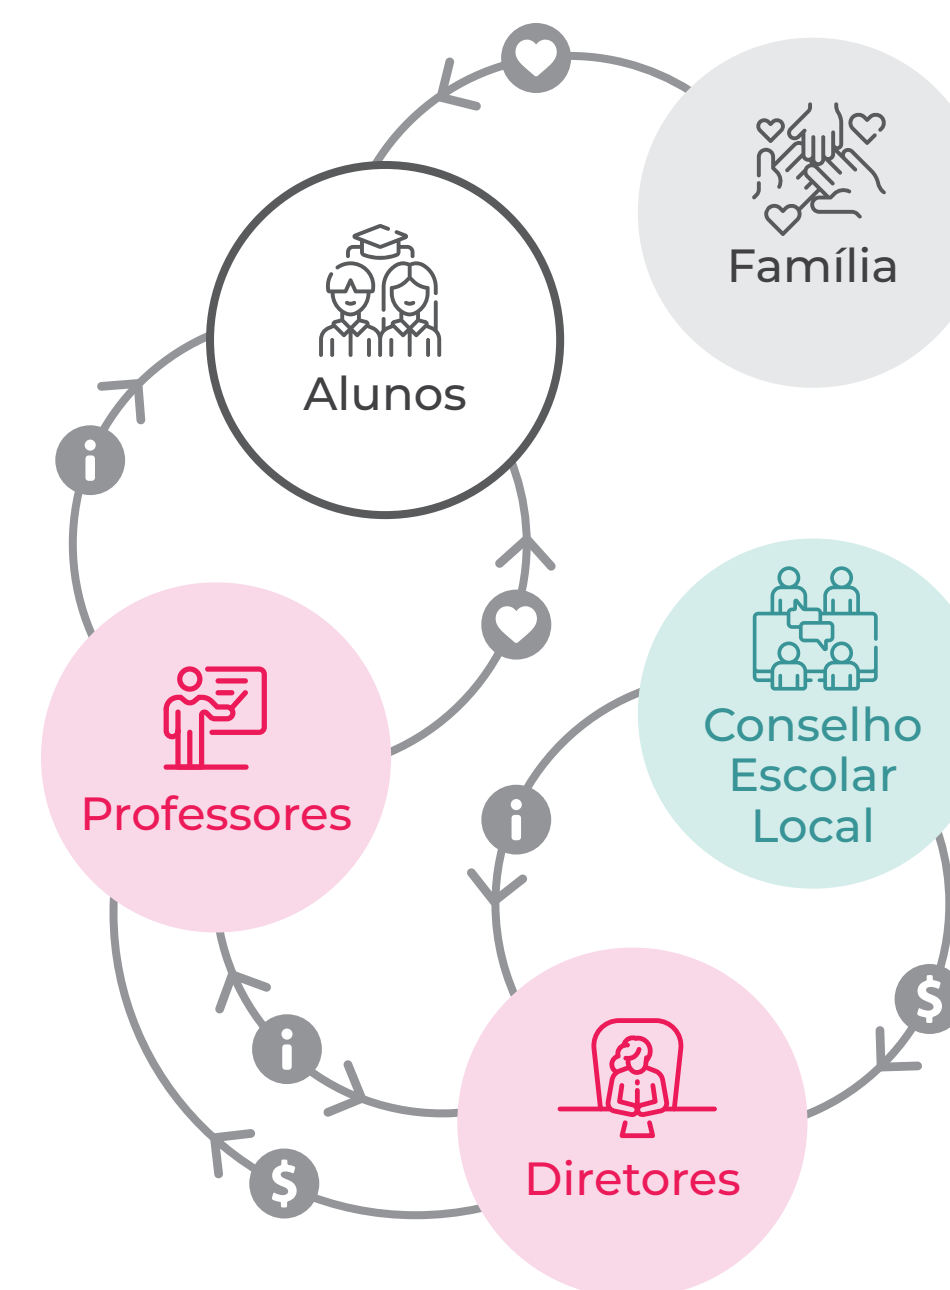 Família
Alunos
i
Conselho
Escolar
Local
Professores
i
$
Diretores
i
$